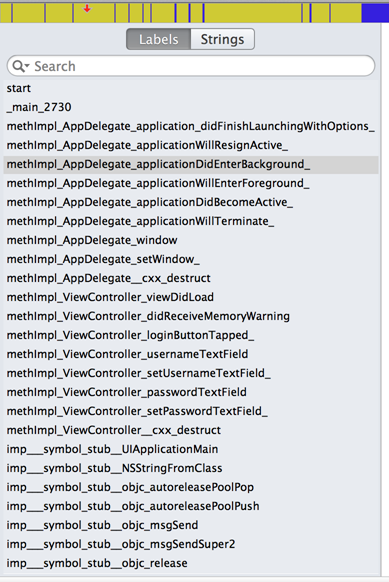 Labels Strings
Search
start
_main_2730
methImpl_AppDelegate_application_didFinishLaunchingWithOptions_
methImpl_AppDelegate_applicationWillResignActive_
methImpl_AppDelegate_applicationDidEnterBackground_
methImpl_AppDelegate_applicationWillEnterForeground_
methImpl_AppDelegate_applicationDidBecomeActive_
methImpl_AppDelegate_applicationWillTerminate_
methImpl_AppDelegate_window
methImpl_AppDelegate_setWindow_
methImpl_AppDelegate__cxx_destruct
methImpl_ViewController_viewDidLoad
methImpl_ViewController_didReceiveMemoryWarning
methImpl_ViewController_loginButtonTapped_
methImpl_ViewController_usernameTextField
methImpl_ViewController_setUsernameTextField_
methImpl_ViewController_passwordTextField
methImpl_ViewController_setPasswordTextField_
methImpl_ViewController__cxx_destruct
imp___symbol_stub__UIApplicationMain
imp___symbol_stub__NSStringFromClass
imp___symbol_stub__objc_autoreleasePoolPop
imp___symbol_stub__objc_autoreleasePoolPush
imp___symbol_stub__objc_msgSend
imp___symbol_stub__objc_msgSendSuper2
imp___symbol_stub__objc_release